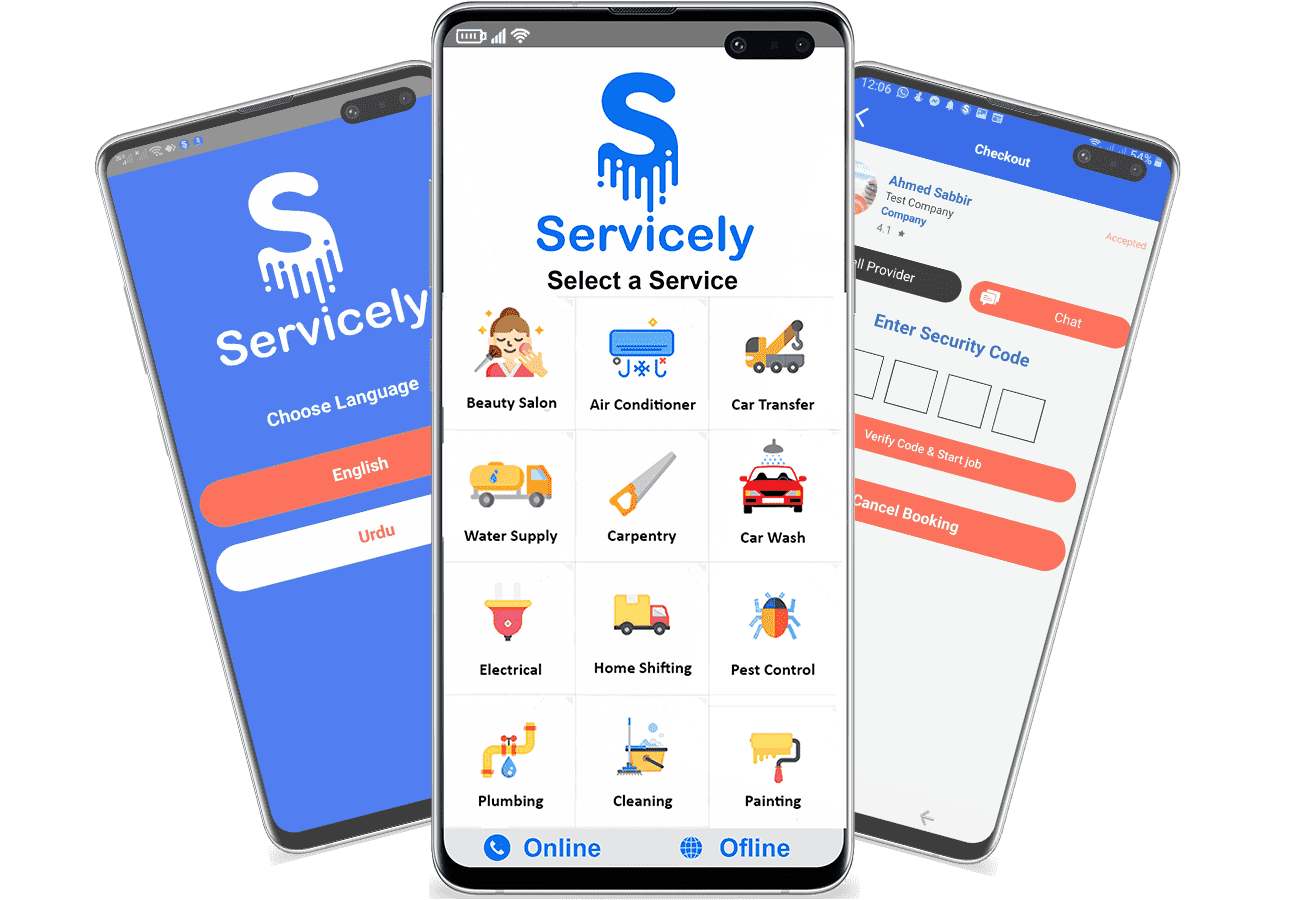 Servicely
Choose Language
English
Urdu
Servicely
Select a Service
Beauty Salon
Air Conditioner
Car Transfer
Water Supply
Carpentry
Car Wash
Electrical
Home Shifting
Pest Control
Plumbing
Cleaning
Painting
Online
Ofline
12:06
54%
Checkout
Ahmed Sabbir
Test Company
Company
4.1
Accepted
Provider
Chat
Enter Security Code
Verify Code & Start job
Cancel Booking